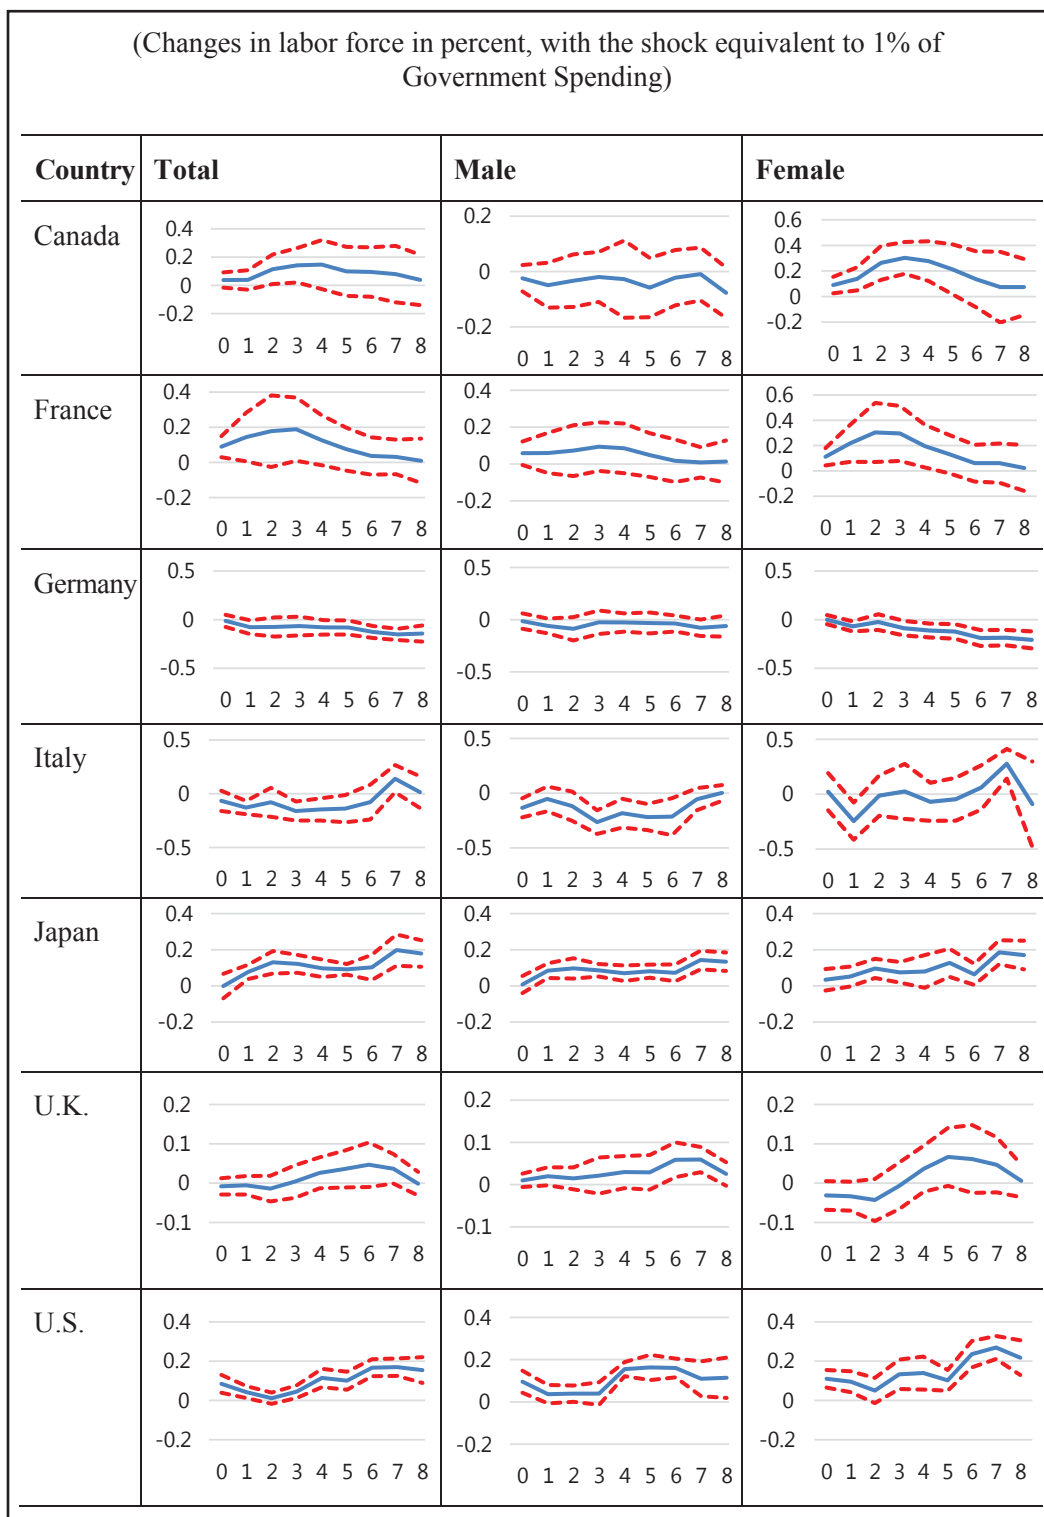 (Changes in labor force in percent, with the shock equivalent to 1% of
Government Spending)
Country Total Male Female
Canada
0.4
0.2
0
-0.2
0 1 2 3 4 5 6 7 8
0.2
0
-0.2
0 1 2 3 4 5 6 7 8
0.6
0.4
0.2
0
-0.2
0 1 2 3 4 5 6 7 8
France
0.4
0.2
0
-0.2
0 1 2 3 4 5 6 7 8
0.4
0.2
0
-0.2
0 1 2 3 4 5 6 7 8
0.6
0.4
0.2
0
-0.2
0 1 2 3 4 5 6 7 8
Germany
0.5
0
-0.5
0 1 2 3 4 5 6 7 8
0.5
0
-0.5
0 1 2 3 4 5 6 7 8
0.5
0
-0.5
0 1 2 3 4 5 6 7 8
Italy
0.5
0
-0.5
0 1 2 3 4 5 6 7 8
0.5
0
-0.5
0 1 2 3 4 5 6 7 8
0.5
0
-0.5
0 1 2 3 4 5 6 7 8
Japan
0.4
0.2
0
-0.2
0 1 2 3 4 5 6 7 8
0.4
0.2
0
-0.2
0 1 2 3 4 5 6 7 8
0.4
0.2
0
-0.2
0 1 2 3 4 5 6 7 8
U.K.
0.2
0.1
0
-0.1
0 1 2 3 4 5 6 7 8
0.2
0.1
0
-0.1
0 1 2 3 4 5 6 7 8
0.2
0.1
0
-0.1
0 1 2 3 4 5 6 7 8
U.S.
0.4
0.2
0
-0.2
0 1 2 3 4 5 6 7 8
0.4
0.2
0
-0.2
0 1 2 3 4 5 6 7 8
0.4
0.2
0
-0.2
0 1 2 3 4 5 6 7 8